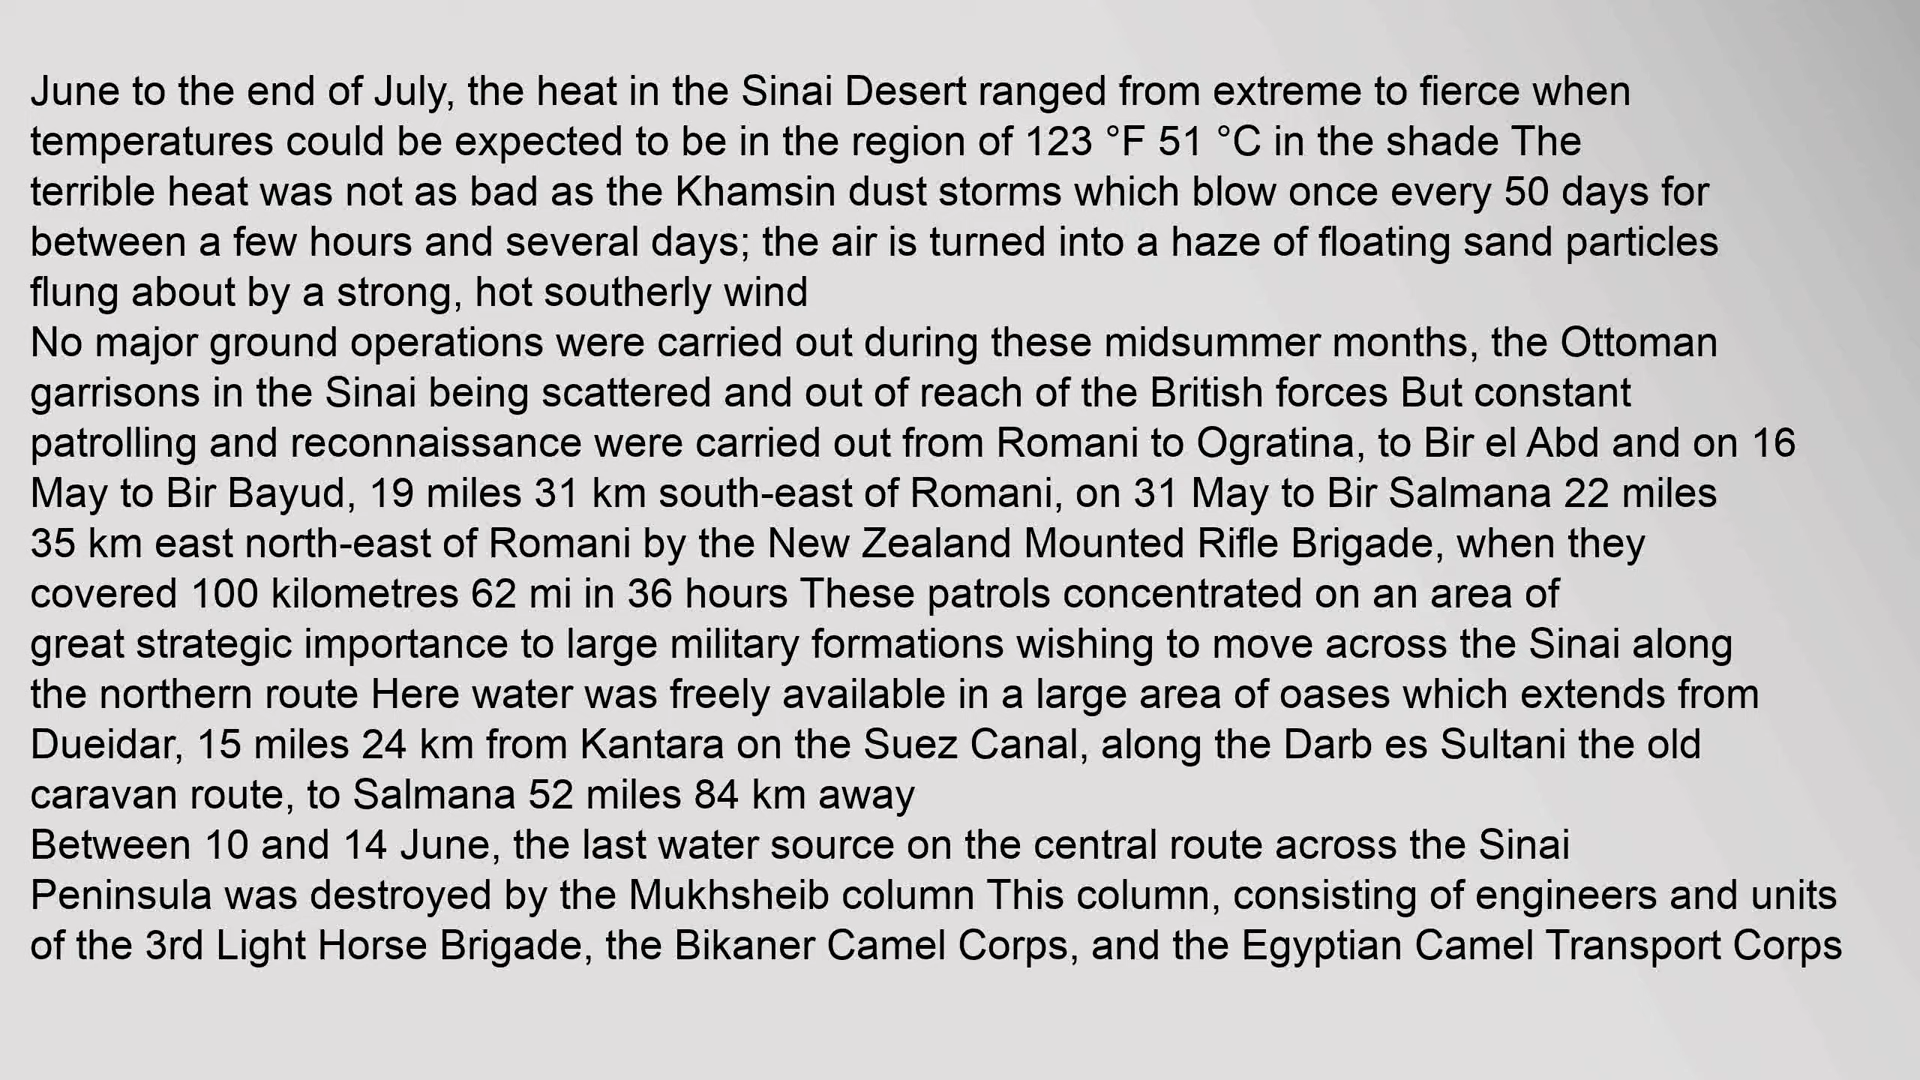 June to the end of July, the heat in the Sinai Desert ranged from extreme to fierce when
temperatures could be expected to be in the region of 123 °F 51 °C in the shade The
terrible heat was not as bad as the Khamsin dust storms which blow once every 50 days for
between a few hours and several days; the air is turned into a haze of floating sand particles
flung about by a strong, hot southerly wind
No major ground operations were carried out during these midsummer months, the Ottoman
garrisons in the Sinai being scattered and out of reach of the British forces But constant
patrolling and reconnaissance were carried out from Romani to Ogratina, to Bir el Abd and on 16
May to Bir Bayud, 19 miles 31 km south-east of Romani, on 31 May to Bir Salmana 22 miles
35 km east north-east of Romani by the New Zealand Mounted Rifle Brigade, when they
covered 100 kilometres 62 mi in 36 hours These patrols concentrated on an area of
great strategic importance to large military formations wishing to move across the Sinai along
the northern route Here water was freely available in a large area of oases which extends from
Dueidar, 15 miles 24 km from Kantara on the Suez Canal, along the Darb es Sultani the old
caravan route, to Salmana 52 miles 84 km away
Between 10 and 14 June, the last water source on the central route across the Sinai
Peninsula was destroyed by the Mukhsheib column This column, consisting of engineers and units
of the 3rd Light Horse Brigade, the Bikaner Camel Corps, and the Egyptian Camel Transport Corps